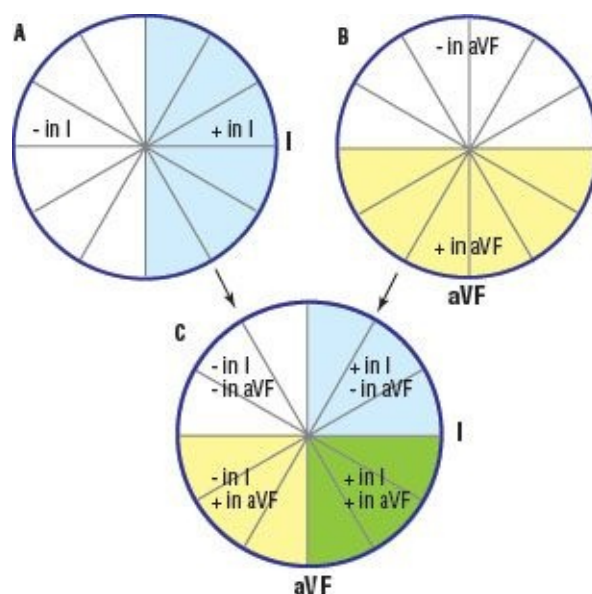 A
- in I
+ in I
I
B
- in aVF
+ in aVF
aVF
C
- in I
- in aVF
+ in I
- in aVF
I
- in I
+ in aVF
+ in I
+ in aVF
aVF